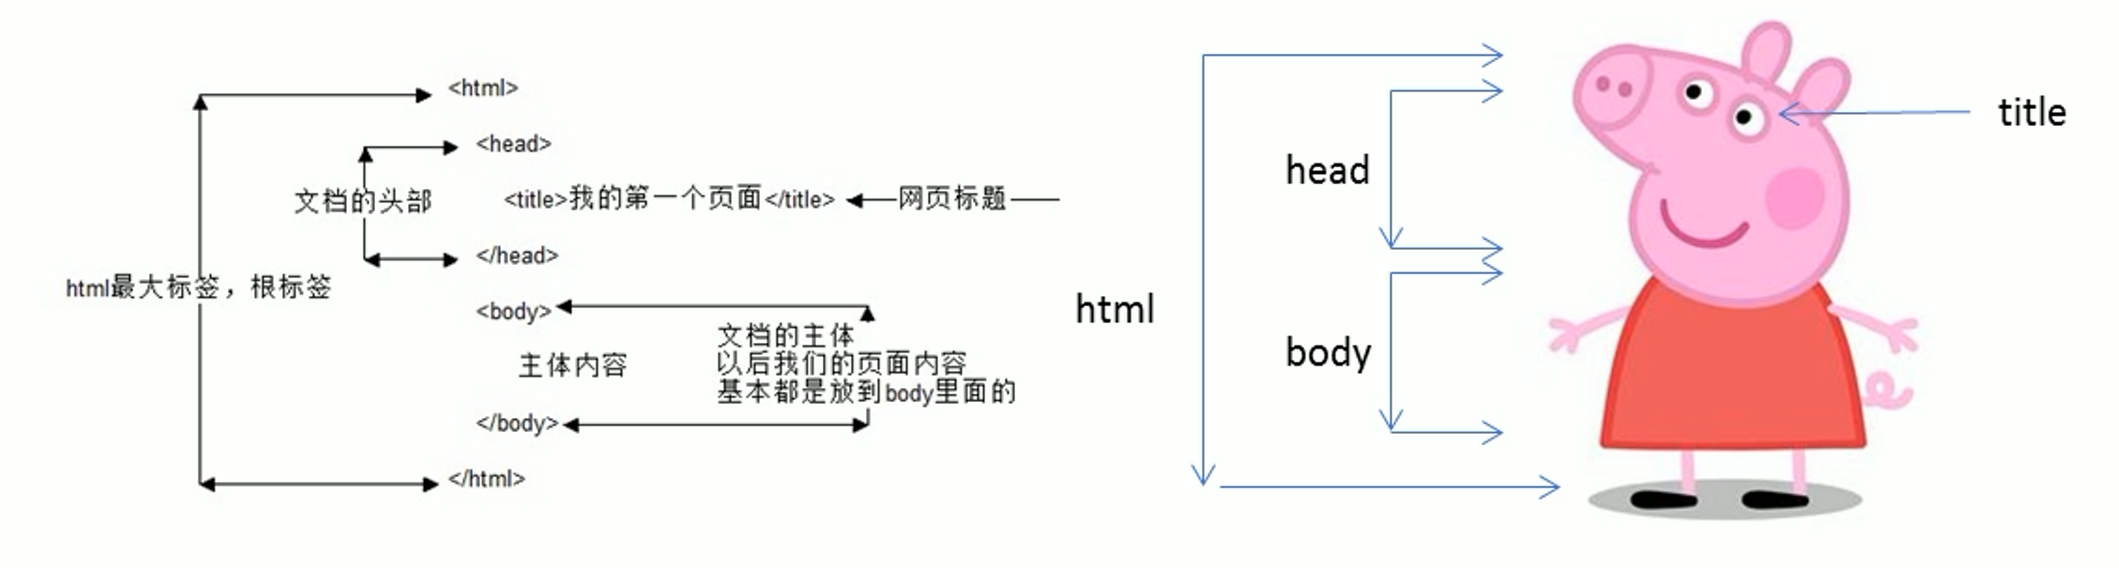 <html>
<head>
文档的头部
<title>我的第一个页面</title>
网页标题
</head>
html最大标签，根标签
<body>
文档的主体
主体内容
以后我们的页面内容
基本都是放到body里面的
</body>
</html>
title
head
html
body